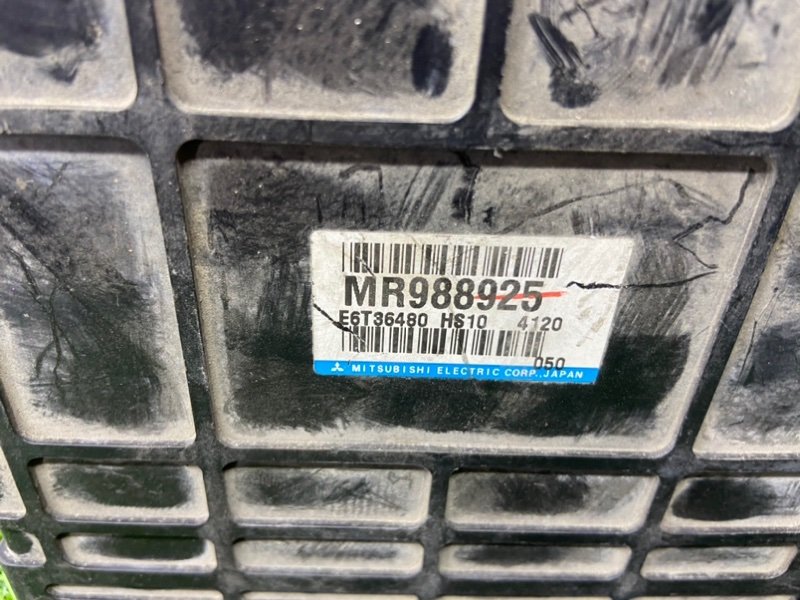 MR988925
E6T36480 HS10 4120
050
MITSUBISHI ELECTRIC CORP.,JAPAN